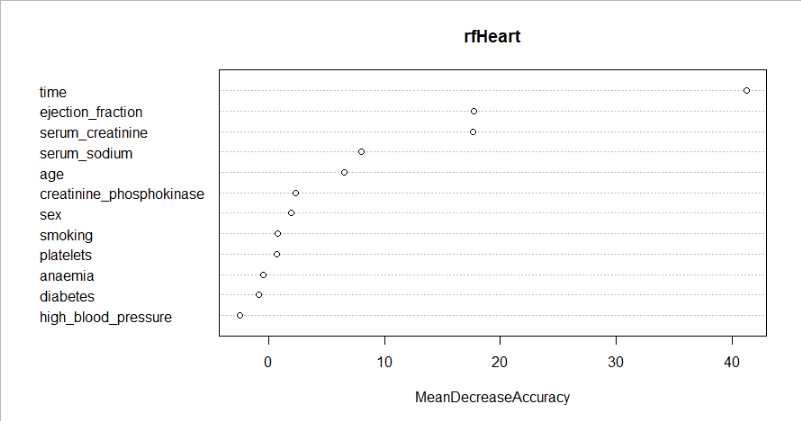 rfHeart
time
ejection_fraction
serum_creatinine
serum_sodium
age
creatinine_phosphokinase
sex
smoking
platelets
anaemia
diabetes
high_blood_pressure
0 10 20 30 40
MeanDecreaseAccuracy